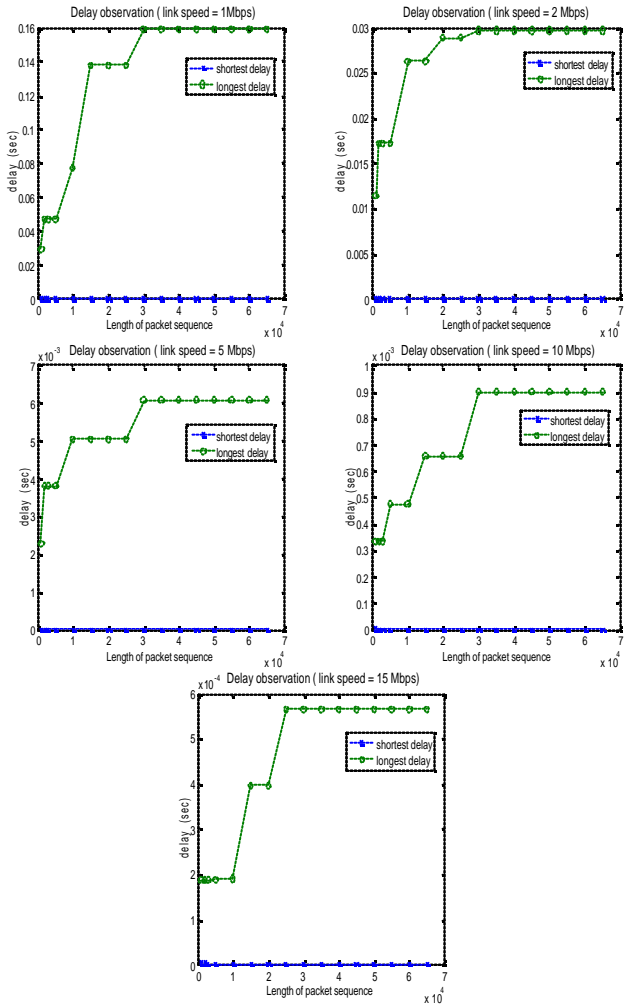 Delay observation ( link speed = 1Mbps)
0.16
0.14
0.12
0.1
0.08
0.06
0.04
0.02
0
delay (sec)
shortest delay
longest delay
0 1 2 3 4 5 6 7
Length of packet sequence
x 10^4
Delay observation ( link speed = 2 Mbps)
0.03
0.025
0.02
0.015
0.01
0.005
0
delay (sec)
shortest delay
longest delay
0 1 2 3 4 5 6 7
Length of packet sequence
x 10^4
x 10^-3
Delay observation ( link speed = 5 Mbps)
7
6
5
4
3
2
1
0
delay (sec)
shortest delay
longest delay
0 1 2 3 4 5 6 7
Length of packet sequence
x 10^4
x 10^-3
Delay observation ( link speed = 10 Mbps)
1
0.9
0.8
0.7
0.6
0.5
0.4
0.3
0.2
0.1
0
delay (sec)
shortest delay
longest delay
0 1 2 3 4 5 6 7
Length of packet sequence
x 10^4
x 10^-4
Delay observation ( link speed = 15 Mbps)
6
5
4
3
2
1
0
delay (sec)
shortest delay
longest delay
0 1 2 3 4 5 6 7
Length of packet sequence
x 10^4